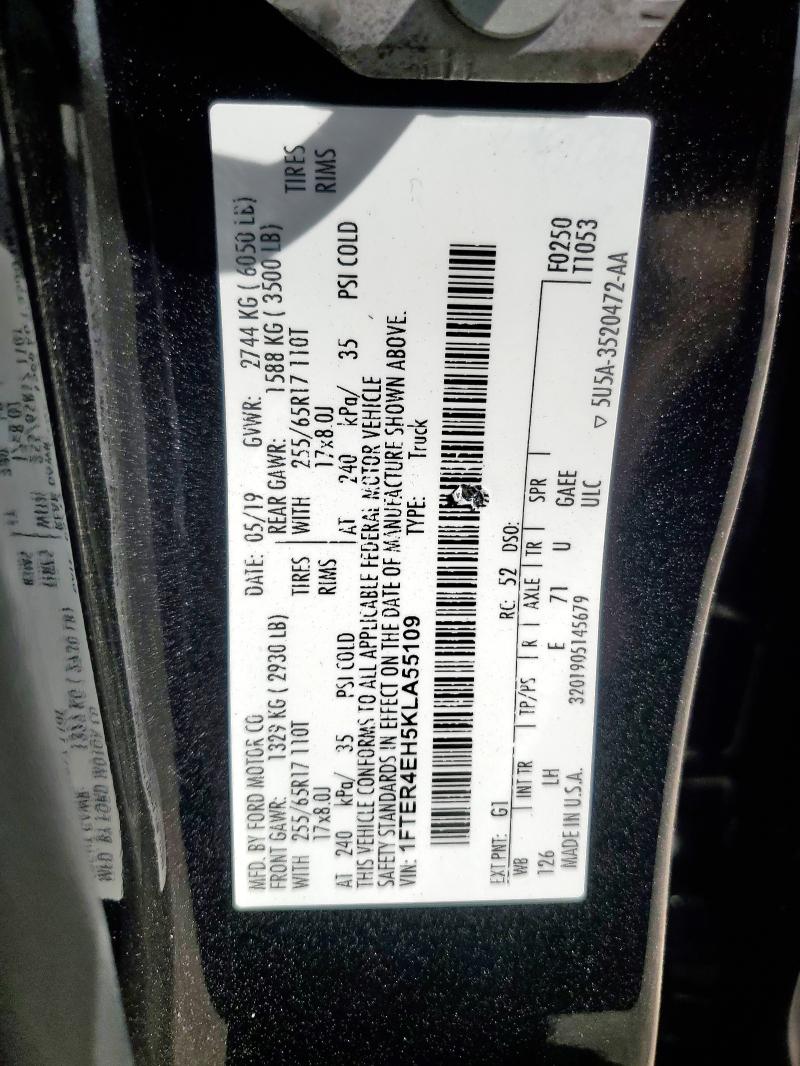 MFD. BY FORD MOTOR CO DATE: 05/19 GVWR: 2744 KG ( 6050 LB)
FRONT GAWR: 1329 KG ( 2930 LB) REAR GAWR: 1588 KG ( 3500 LB)
WITH 255/65R17 110T TIRES WITH 255/65R17 110T TIRES
17x8.0J RIMS 17x8.0J RIMS
AT 240 kPa/ 35 PSI COLD AT 240 kPa/ 35 PSI COLD
THIS VEHICLE CONFORMS TO ALL APPLICABLE FEDERAL MOTOR VEHICLE
SAFETY STANDARDS IN EFFECT ON THE DATE OF MANUFACTURE SHOWN ABOVE.
VIN: 1FTER4EH5KLA55109 TYPE: Truck
EXT PNT: G1 RC: 52 DSO: F0250
WB INT TR TP/PS R AXLE TR SPR T1053
126 LH E 71 U GAEE
MADE IN U.S.A. 3201905145679 ULC
▽ 5U5A-3520472-AA